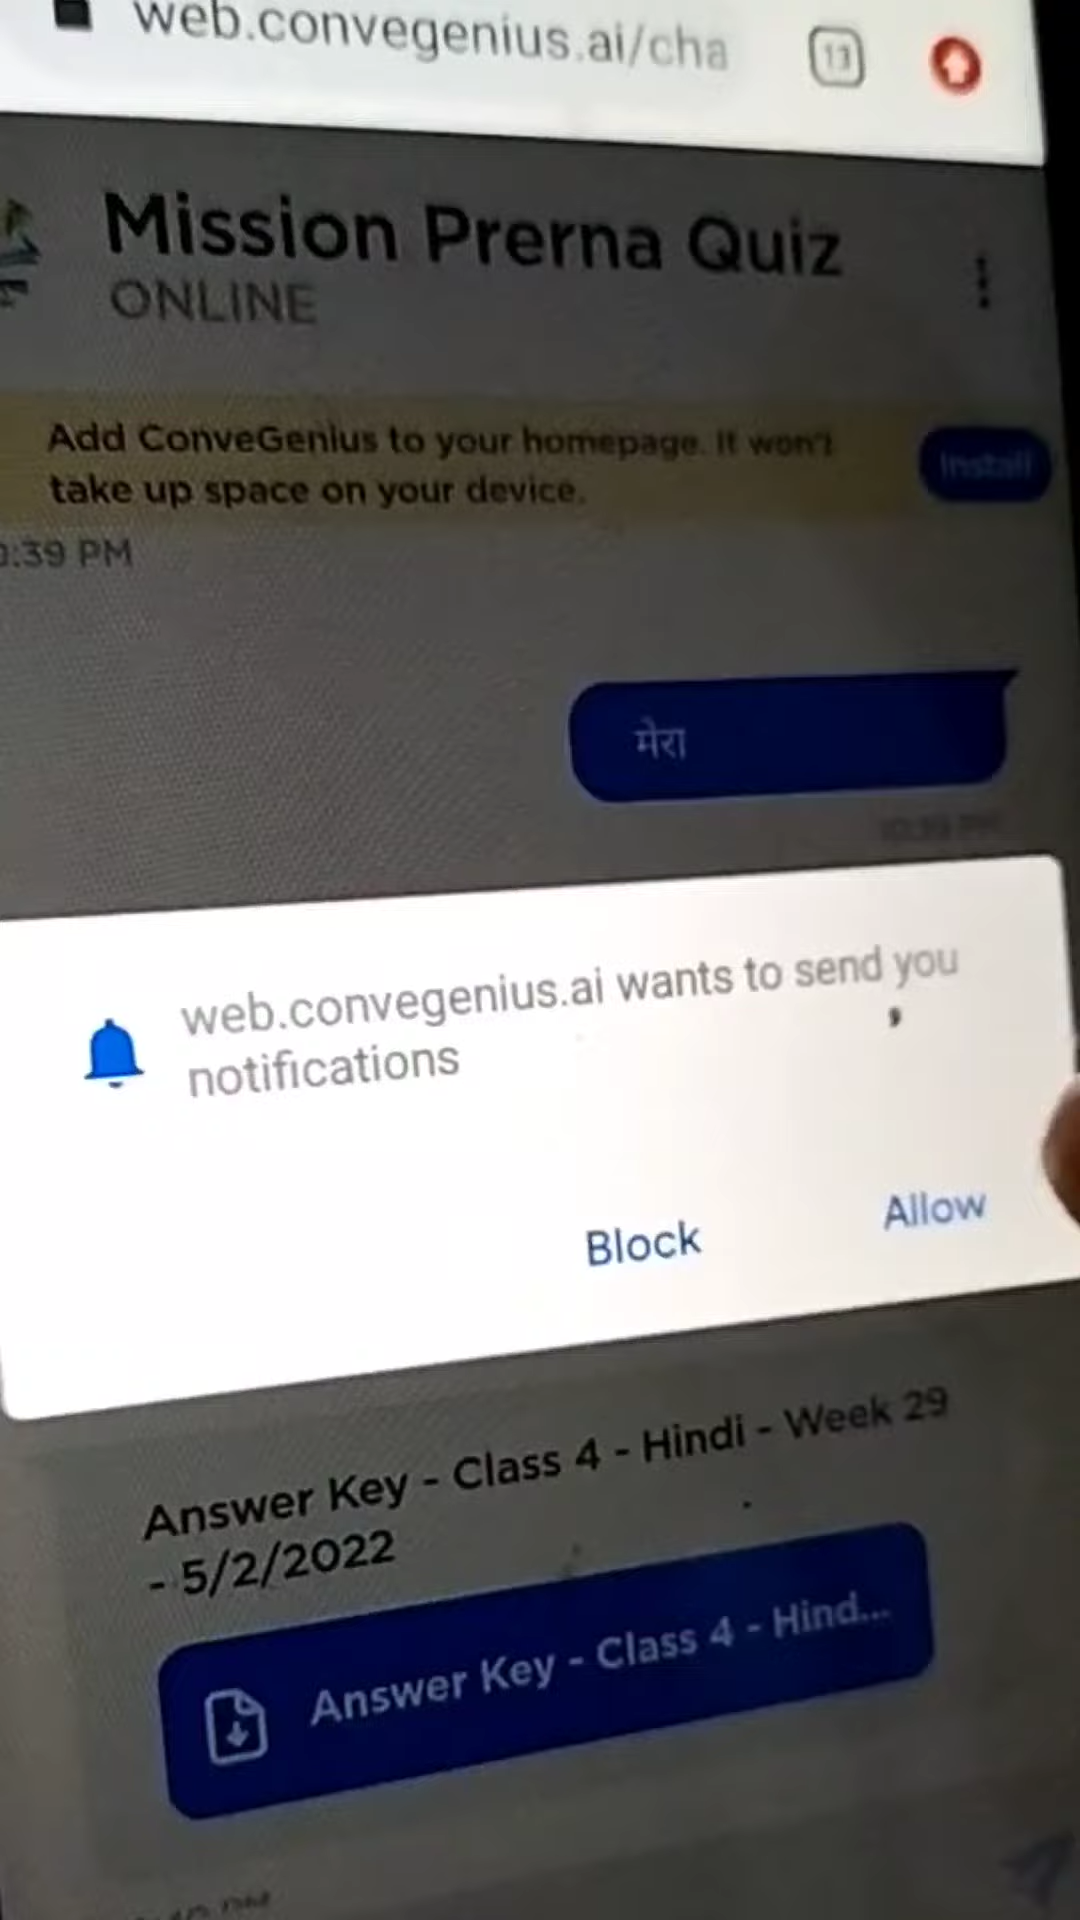 web.convegenius.ai/cha
13
Mission Prerna Quiz
ONLINE
Add ConveGenius to your homepage. It won't
take up space on your device.
Install
:39 PM
मेरा
web.convegenius.ai wants to send you
notifications
Block
Allow
Answer Key - Class 4 - Hindi - Week 29
- 5/2/2022
Answer Key - Class 4 - Hind...